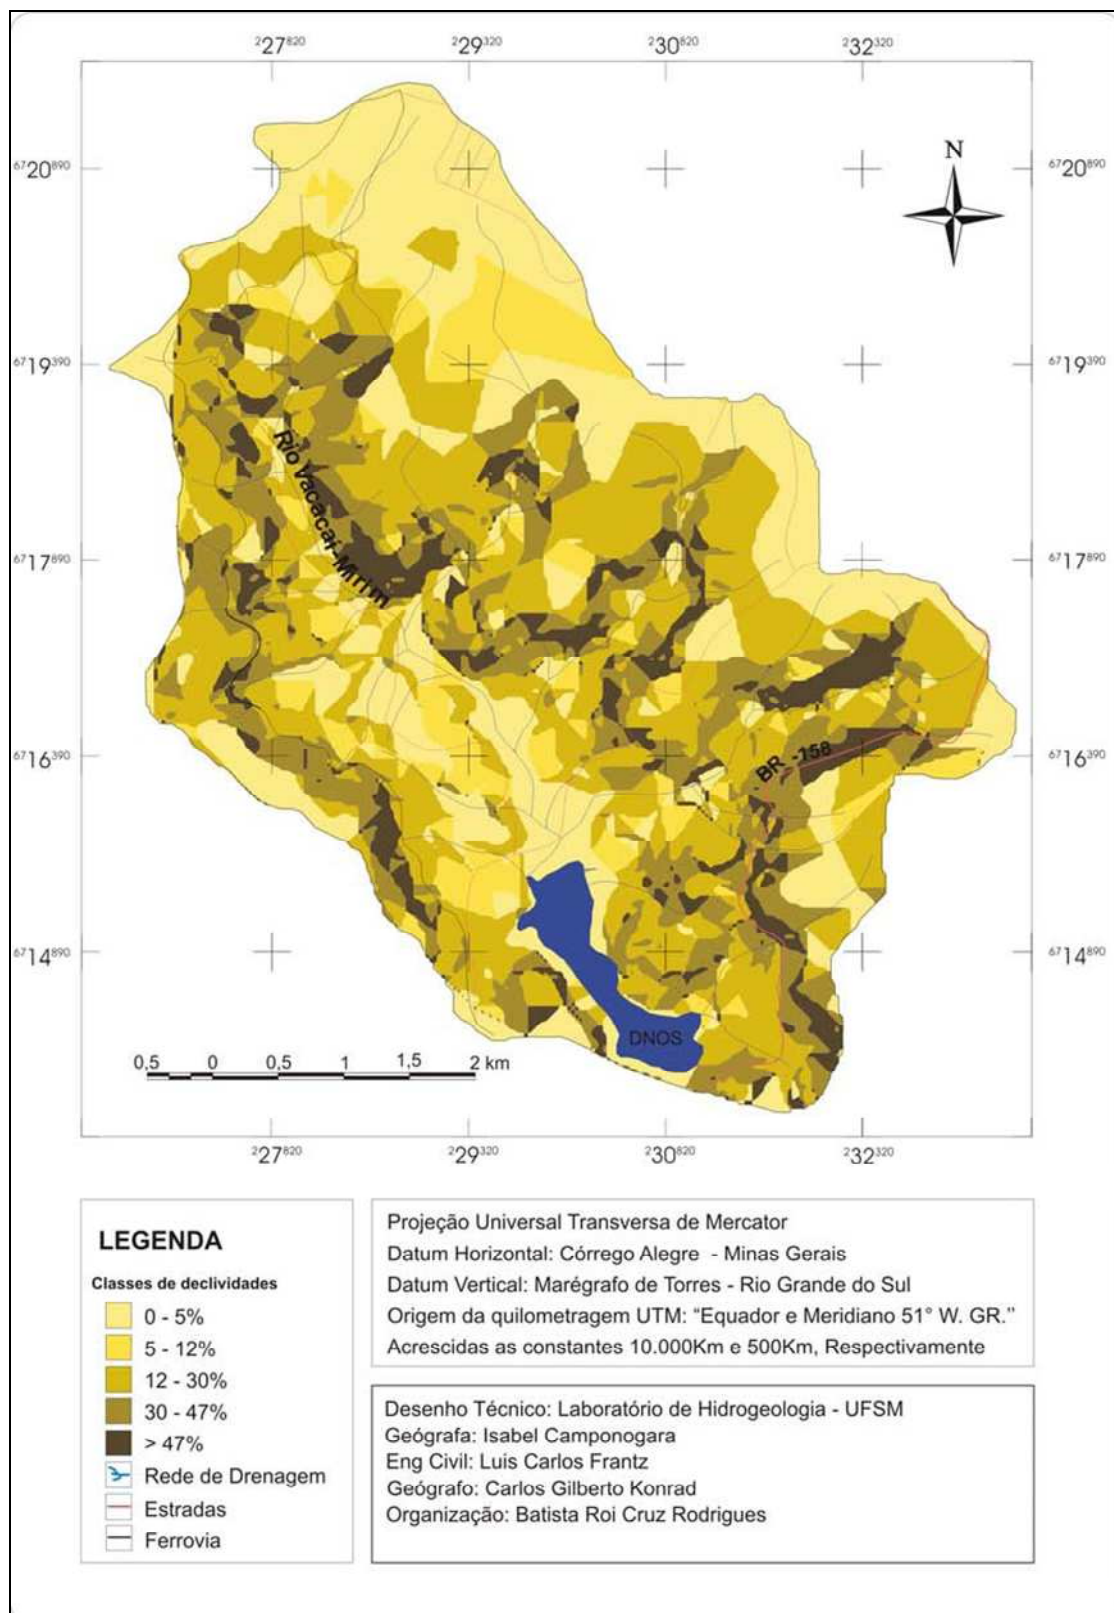 ²27⁸²⁰ ²29³²⁰ ²30⁸²⁰ ²32³²⁰
N
⁶⁷20⁸⁹⁰ ⁶⁷20⁸⁹⁰
⁶⁷19³⁹⁰ ⁶⁷19³⁹⁰
Rio Vacacaí-Mirim
⁶⁷17⁸⁹⁰ ⁶⁷17⁸⁹⁰
⁶⁷16³⁹⁰ ⁶⁷16³⁹⁰
BR -158
⁶⁷14⁸⁹⁰ ⁶⁷14⁸⁹⁰
DNOS
0,5 0 0,5 1 1,5 2 km
²27⁸²⁰ ²29³²⁰ ²30⁸²⁰ ²32³²⁰
LEGENDA
Classes de declividades
0 - 5%
5 - 12%
12 - 30%
30 - 47%
> 47%
Rede de Drenagem
Estradas
Ferrovia
Projeção Universal Transversa de Mercator
Datum Horizontal: Córrego Alegre - Minas Gerais
Datum Vertical: Marégrafo de Torres - Rio Grande do Sul
Origem da quilometragem UTM: “Equador e Meridiano 51° W. GR.”
Acrescidas as constantes 10.000Km e 500Km, Respectivamente
Desenho Técnico: Laboratório de Hidrogeologia - UFSM
Geógrafa: Isabel Camponogara
Eng Civil: Luis Carlos Frantz
Geógrafo: Carlos Gilberto Konrad
Organização: Batista Roi Cruz Rodrigues